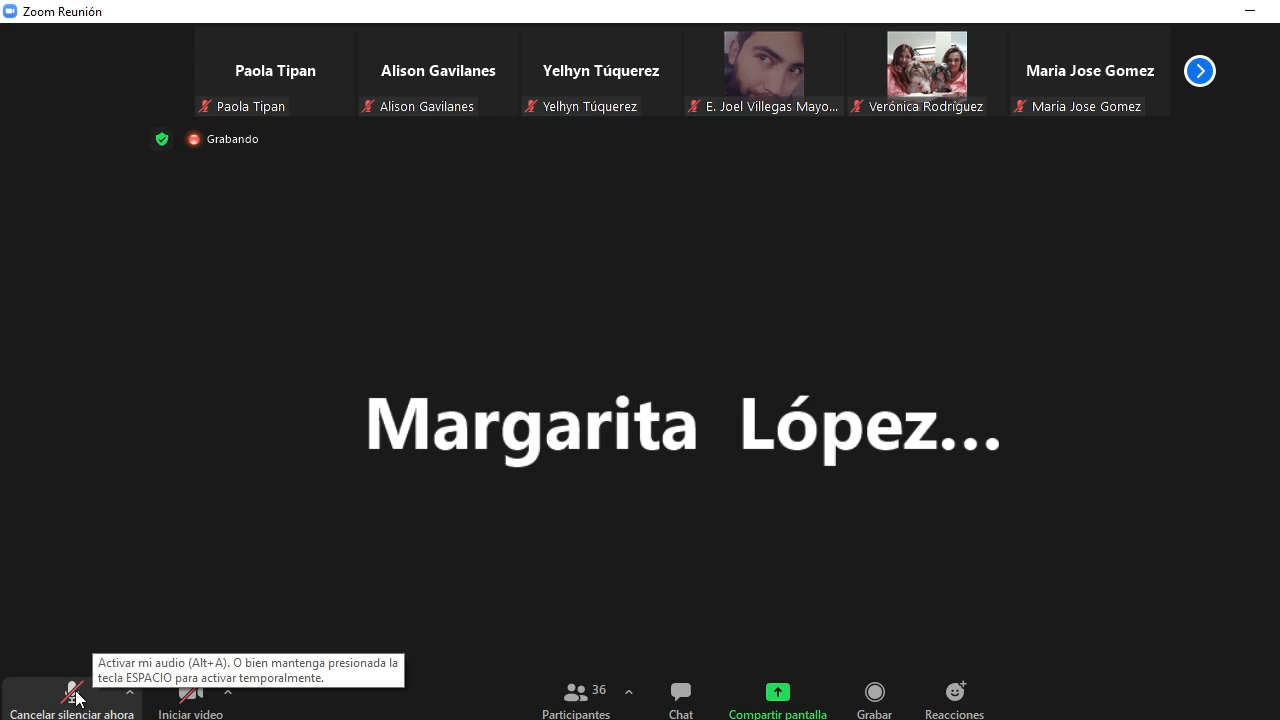 Zoom Reunión
Paola Tipan
Alison Gavilanes
Yelhyn Túquerez
Maria Jose Gomez
Paola Tipan
Alison Gavilanes
Yelhyn Túquerez
E. Joel Villegas Mayo...
Verónica Rodríguez
Maria Jose Gomez
Grabando
Margarita López...
Activar mi audio (Alt+A). O bien mantenga presionada la
tecla ESPACIO para activar temporalmente.
36
Cancelar silenciar ahora
Iniciar video
Participantes
Chat
Compartir pantalla
Grabar
Reacciones